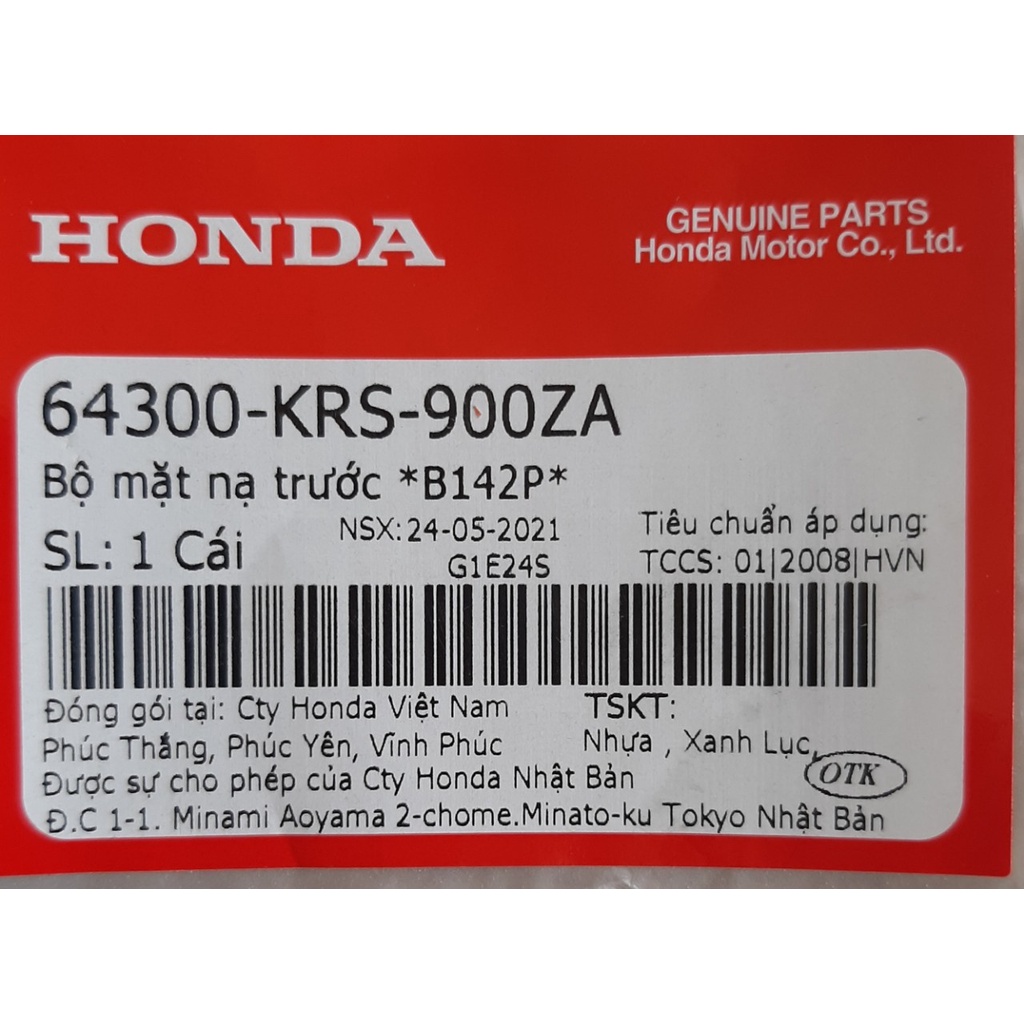 HONDA
GENUINE PARTS
Honda Motor Co., Ltd.
64300-KRS-900ZA
Bộ mặt nạ trước *B142P*
SL: 1 Cái
NSX: 24-05-2021
G1E24S
Tiêu chuẩn áp dụng:
TCCS: 01|2008|HVN
Đóng gói tại: Cty Honda Việt Nam
Phúc Thắng, Phúc Yên, Vĩnh Phúc
Được sự cho phép của Cty Honda Nhật Bản
Đ.C 1-1. Minami Aoyama 2-chome.Minato-ku Tokyo Nhật Bản
TSKT:
Nhựa , Xanh Lục,
OTK